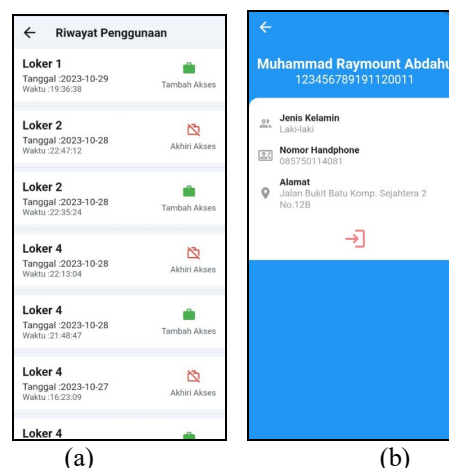 Riwayat Penggunaan
Loker 1
Tanggal :2023-10-29
Waktu :19:36:38
Tambah Akses
Loker 2
Tanggal :2023-10-28
Waktu :22:47:12
Akhiri Akses
Loker 2
Tanggal :2023-10-28
Waktu :22:35:24
Tambah Akses
Loker 4
Tanggal :2023-10-28
Waktu :22:13:04
Akhiri Akses
Loker 4
Tanggal :2023-10-28
Waktu :21:48:47
Tambah Akses
Loker 4
Tanggal :2023-10-27
Waktu :16:23:09
Akhiri Akses
Loker 4
(a)
Muhammad Raymount Abdahu
123456789191120011
Jenis Kelamin
Laki-laki
Nomor Handphone
085750114081
Alamat
Jalan Bukit Batu Komp. Sejahtera 2
No.12B
(b)